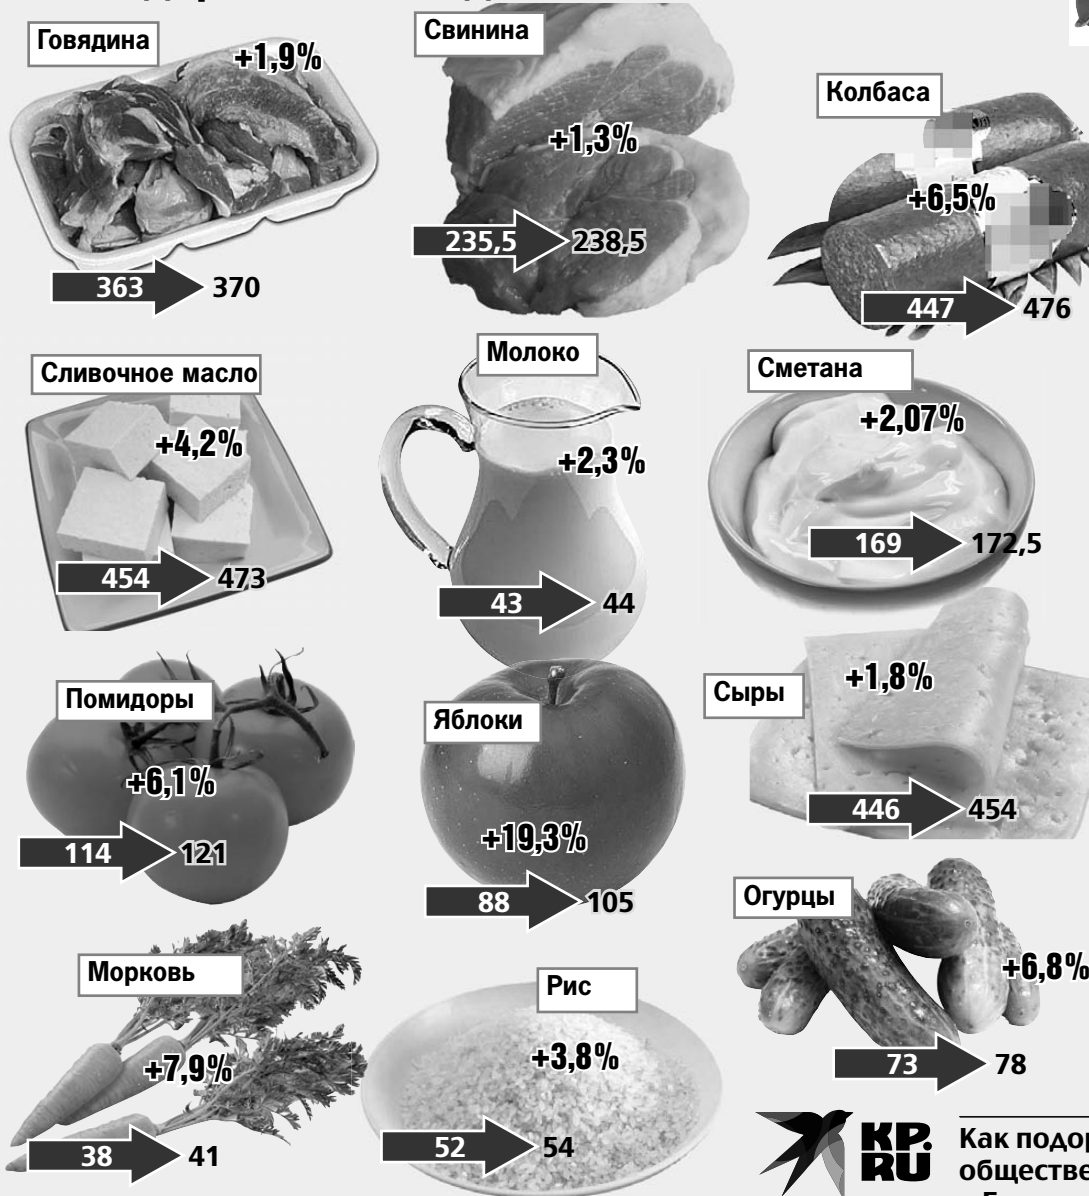 Говядина
+1,9%
363
370
Свинина
+1,3%
235,5
238,5
Колбаса
+6,5%
447
476
Сливочное масло
+4,2%
454
473
Молоко
+2,3%
43
44
Сметана
+2,07%
169
172,5
Помидоры
+6,1%
114
121
Яблоки
+19,3%
88
105
Сыры
+1,8%
446
454
Морковь
+7,9%
38
41
Рис
+3,8%
52
54
Огурцы
+6,8%
73
78
KP.
RU
Как подор
обществе